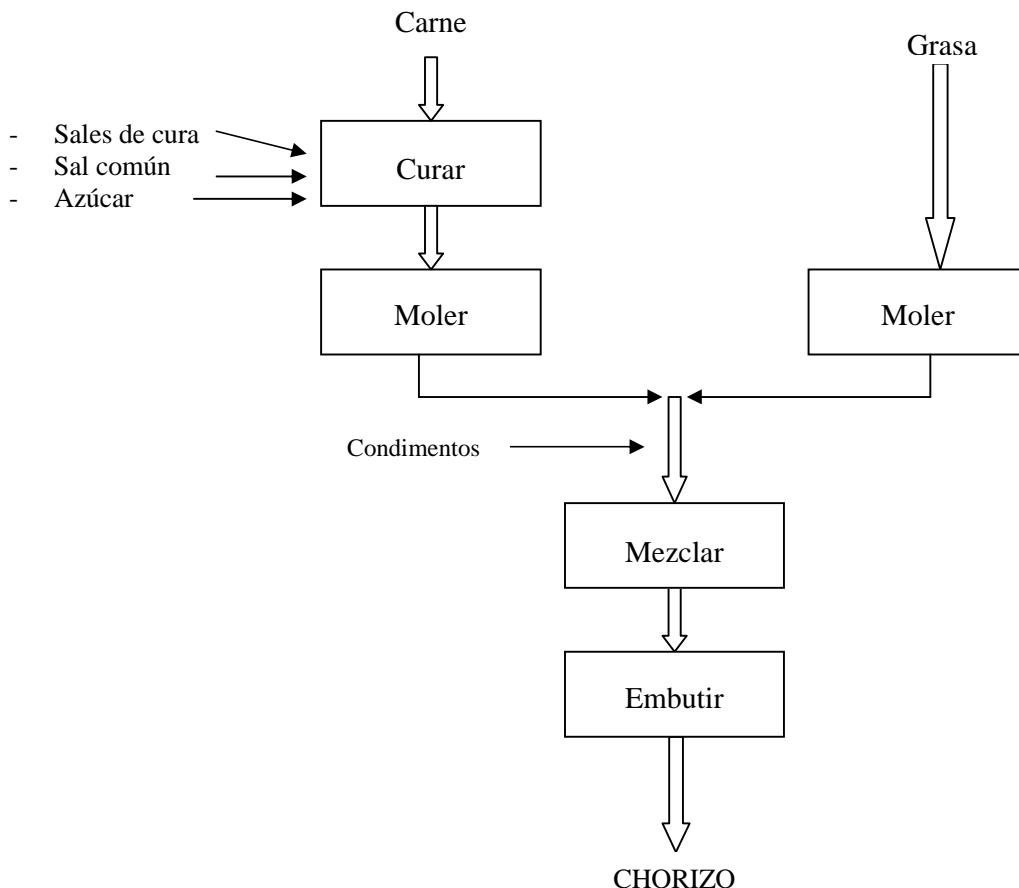 Carne
Grasa
- Sales de cura
- Sal común
- Azúcar
Curar
Moler
Moler
Condimentos
Mezclar
Embutir
CHORIZO